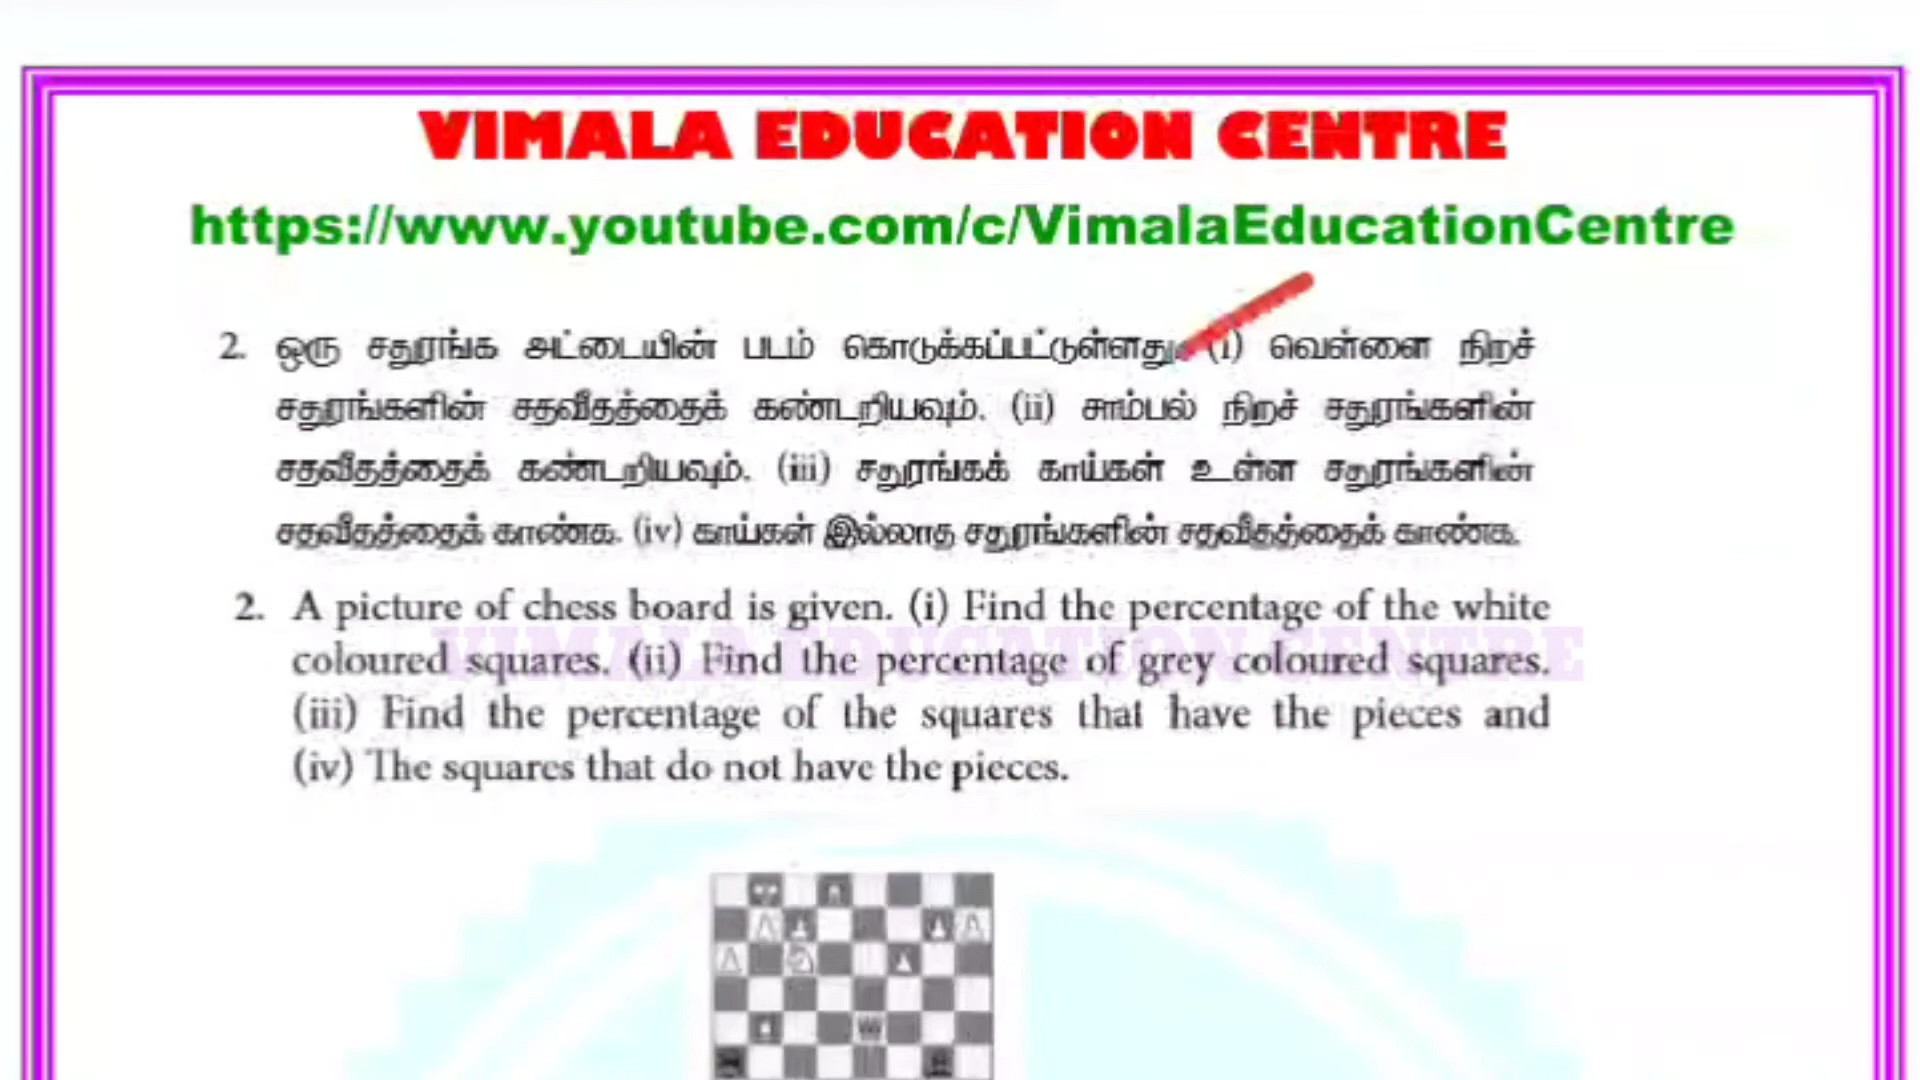 VIMALA EDUCATION CENTRE
https://www.youtube.com/c/VimalaEducationCentre
2. ஒரு சதுரங்க அட்டையின் படம் கொடுக்கப்பட்டுள்ளது. (i) வெள்ளை நிறச்
சதுரங்களின் சதவீதத்தைக் கண்டறியவும். (ii) சாம்பல் நிறச் சதுரங்களின்
சதவீதத்தைக் கண்டறியவும். (iii) சதுரங்கக் காய்கள் உள்ள சதுரங்களின்
சதவீதத்தைக் காண்க. (iv) காய்கள் இல்லாத சதுரங்களின் சதவீதத்தைக் காண்க.
2. A picture of chess board is given. (i) Find the percentage of the white
VIMALA EDUCATION CENTRE
coloured squares. (ii) Find the percentage of grey coloured squares.
(iii) Find the percentage of the squares that have the pieces and
(iv) The squares that do not have the pieces.